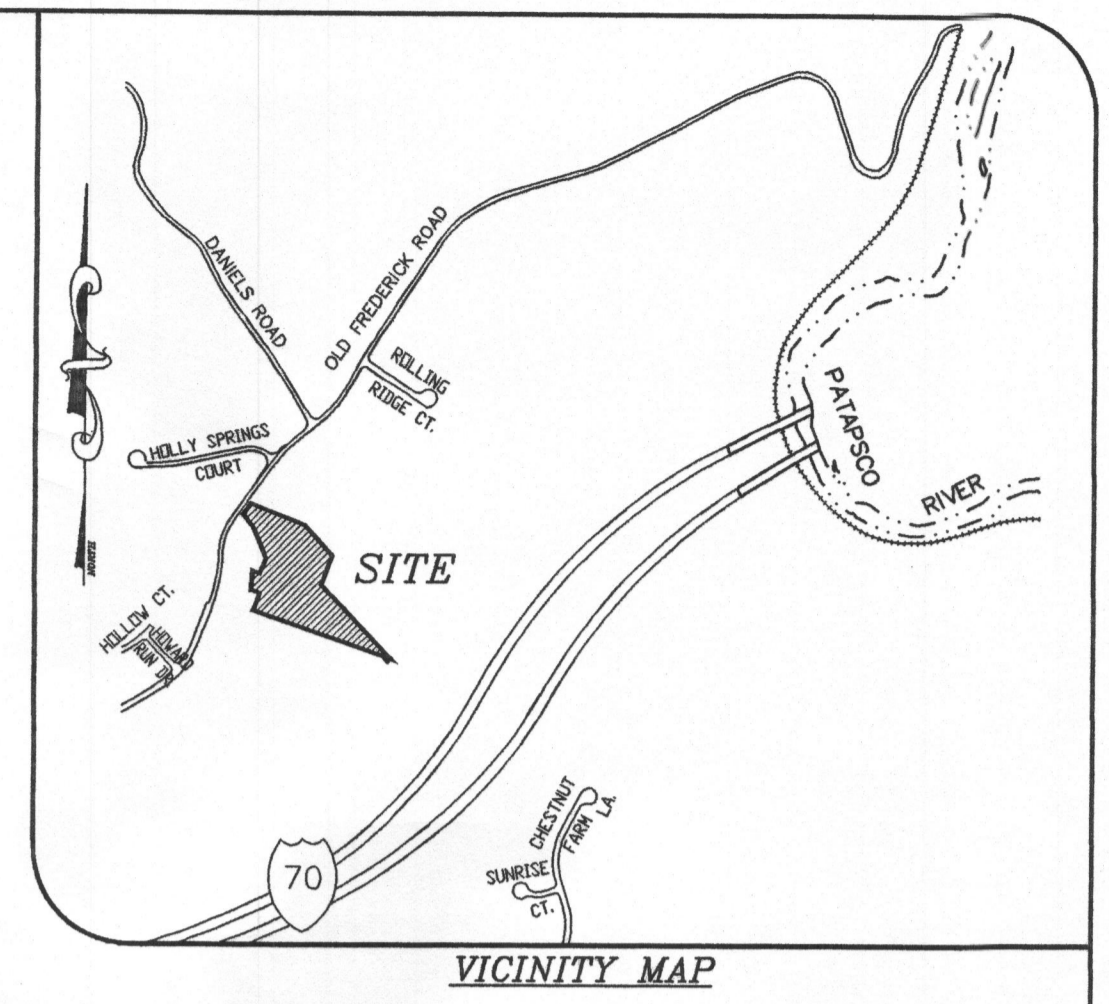 DANIELS ROAD
OLD FREDERICK ROAD
ROLLING
RIDGE CT.
HOLLY SPRINGS
COURT
PATAPSCO
RIVER
SITE
HOLLOW CT.
HOWARD
RUN DR
CHESTNUT
FARM LA.
SUNRISE
CT.
70
VICINITY MAP